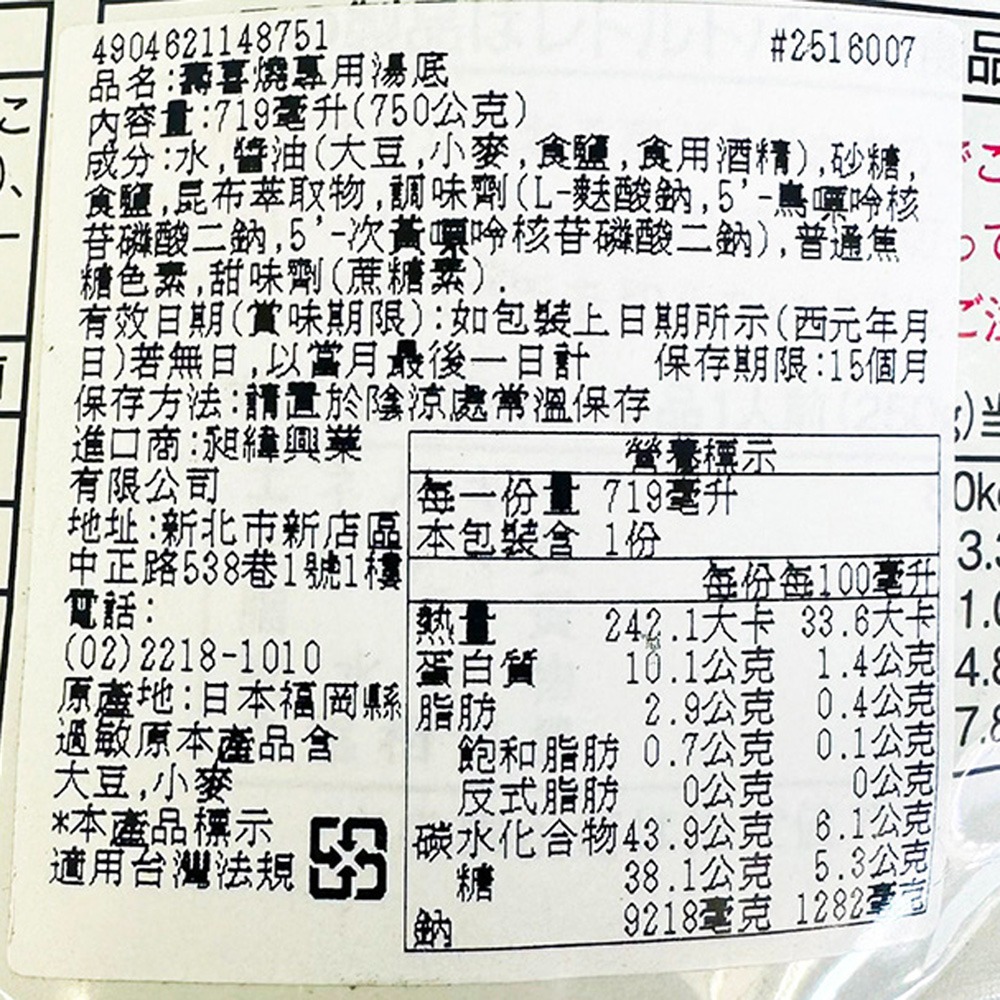 4904621148751
#2516007
品名:壽喜燒專用湯底
內容量:719毫升(750公克)
成分:水,醬油(大豆,小麥,食鹽,食用酒精),砂糖,
食鹽,昆布萃取物,調味劑(L-麩酸鈉,5'-鳥嘌呤核
苷磷酸二鈉,5'-次黃嘌呤核苷磷酸二鈉),普通焦
糖色素,甜味劑(蔗糖素).
有效日期(賞味期限):如包裝上日期所示(西元年月
日)若無日,以當月最後一日計 保存期限:15個月
保存方法:請置於陰涼處常溫保存
進口商:昶緯興業
有限公司
地址:新北市新店區
中正路538巷1號1樓
電話:
(02)2218-1010
原產地:日本福岡縣
過敏原本產品含
大豆,小麥
*本產品標示
適用台灣法規
營養標示
每一份量 719毫升
本包裝含 1份
每份每100毫升
熱量 242.1大卡 33.6大卡
蛋白質 10.1公克 1.4公克
脂肪 2.9公克 0.4公克
飽和脂肪 0.7公克 0.1公克
反式脂肪 0公克 0公克
碳水化合物43.9公克 6.1公克
糖 38.1公克 5.3公克
鈉 9218毫克 1282毫克
品